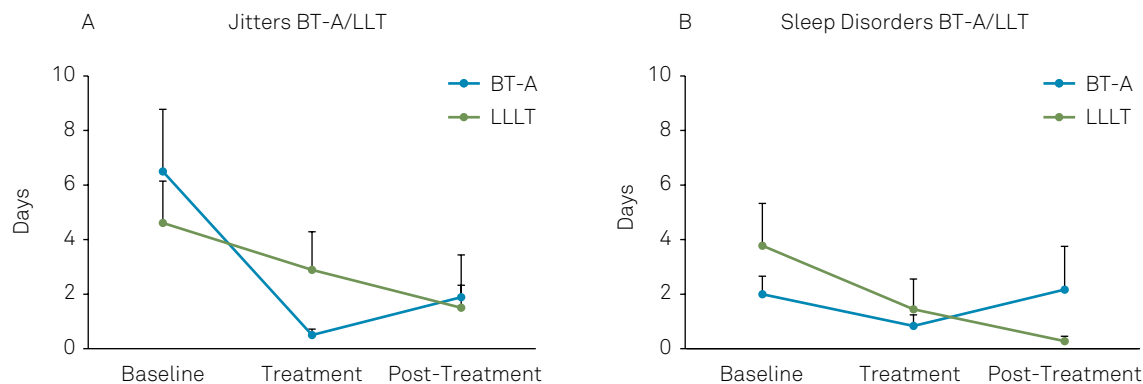 A
Jitters BT-A/LLT
10
8
6
4
2
0
Days
BT-A
LLLT
Baseline
Treatment
Post-Treatment
B
Sleep Disorders BT-A/LLT
10
8
6
4
2
0
Days
BT-A
LLLT
Baseline
Treatment
Post-Treatment